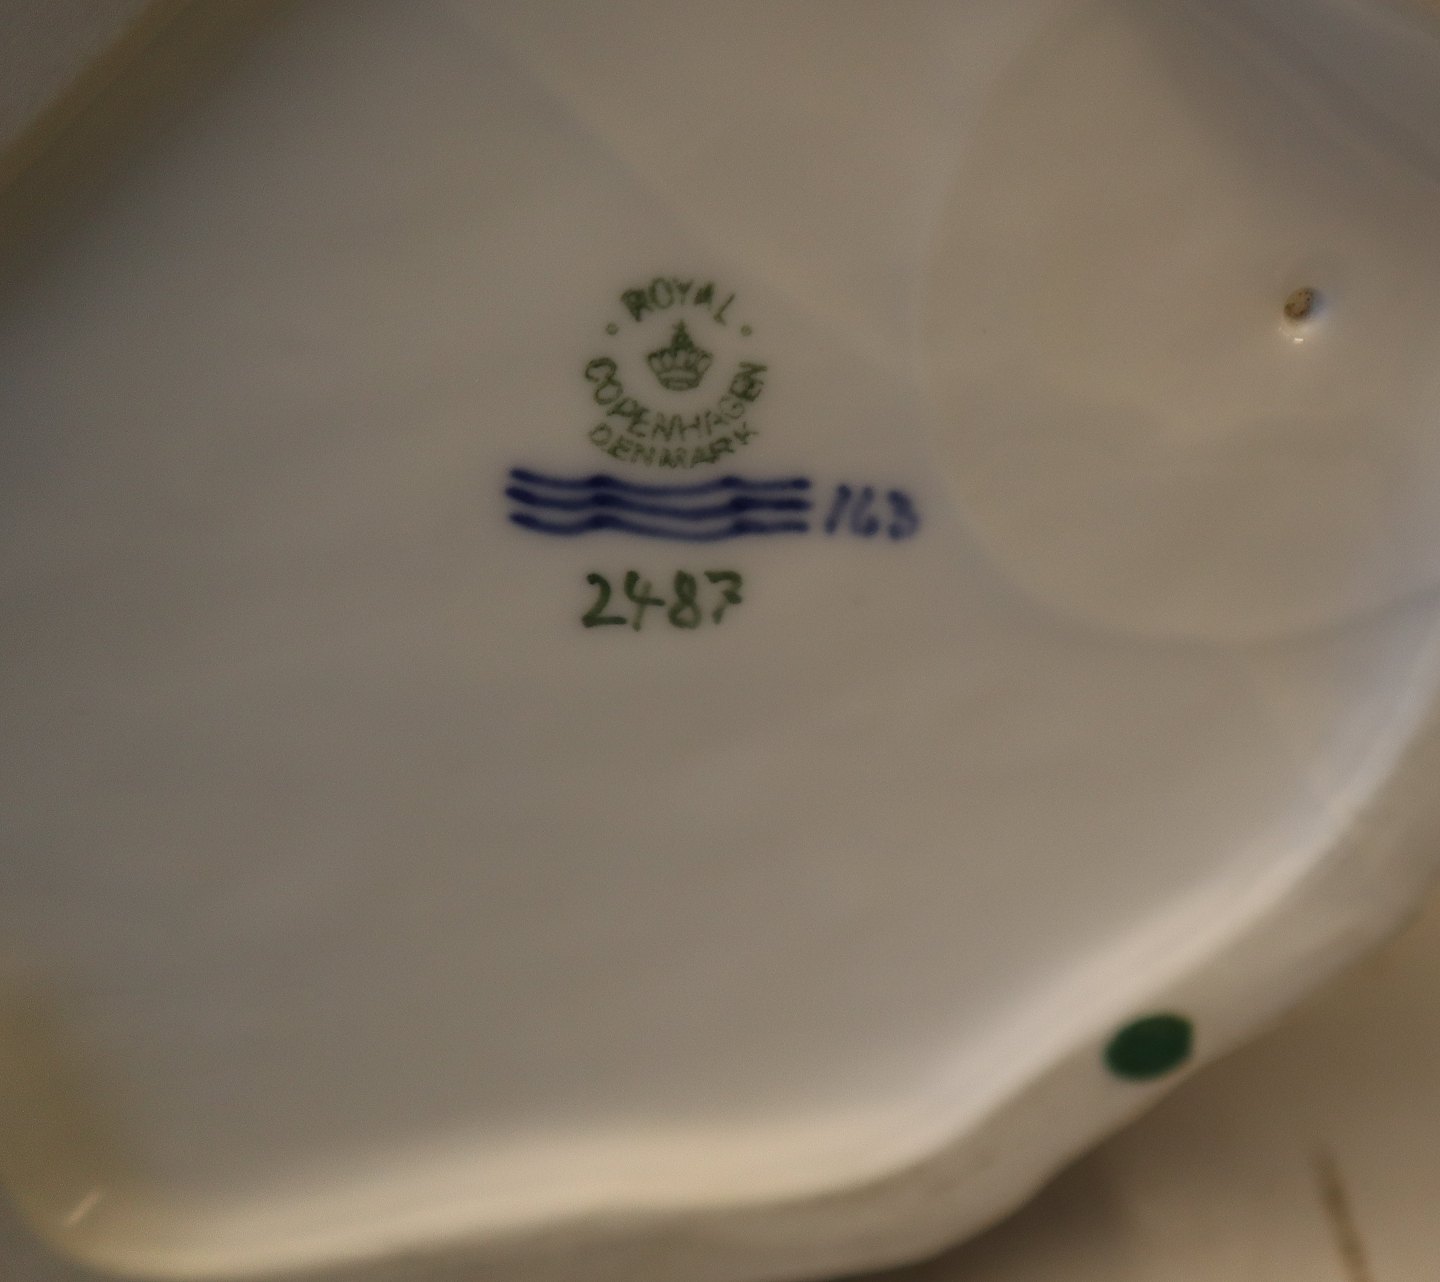 ROYAL
COPENHAGEN
DENMARK
163
2487